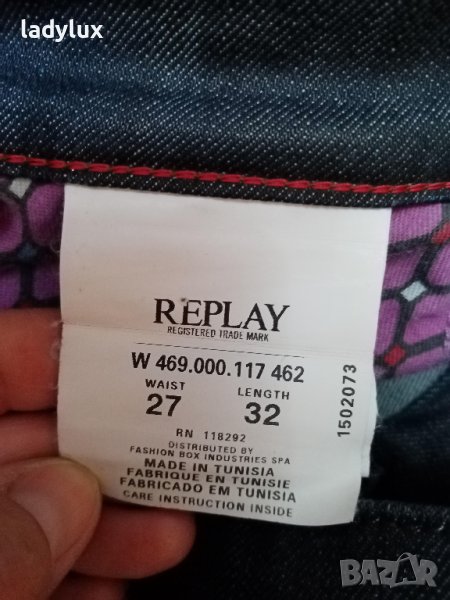 ladylux
REPLAY
REGISTERED TRADE MARK
W 469.000.117 462
WAIST LENGTH
27 32
RN 118292
DISTRIBUTED BY
FASHION BOX INDUSTRIES SPA
MADE IN TUNISIA
FABRIQUE EN TUNISIE
FABRICADO EM TUNISIA
CARE INSTRUCTION INSIDE
1502073
BAZAR